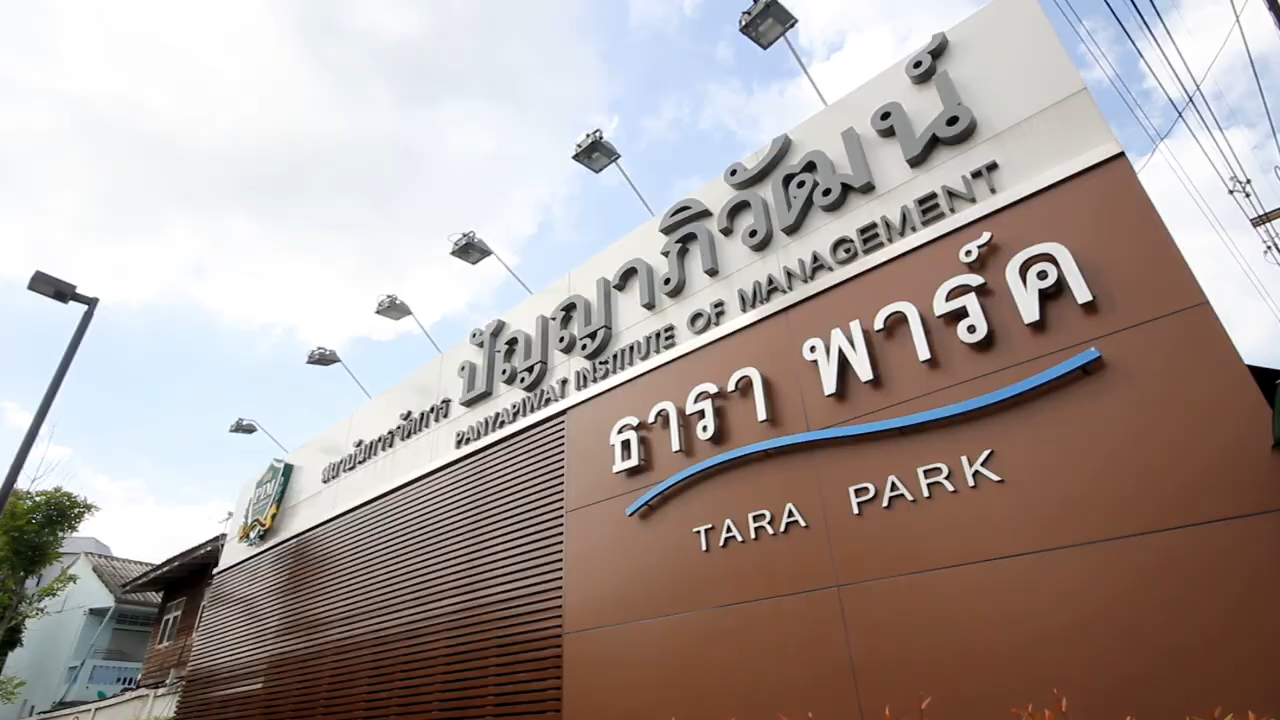 PIM
สถาบันการจัดการ ปัญญาภิวัฒน์
PANYAPIWAT INSTITUTE OF MANAGEMENT
ธารา พาร์ค
TARA PARK